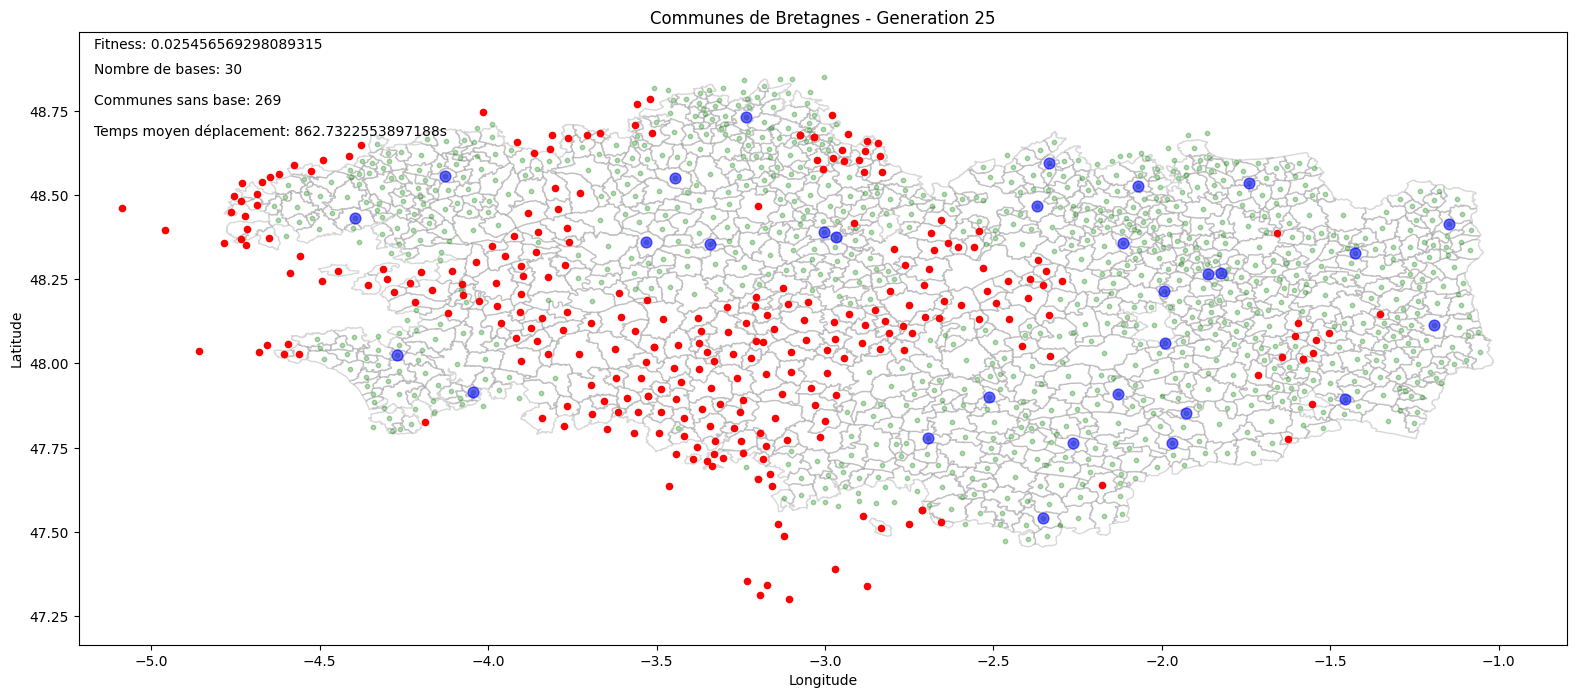 Communes de Bretagnes - Generation 25
Fitness: 0.025456569298089315
Nombre de bases: 30
Communes sans base: 269
Temps moyen déplacement: 862.7322553897188s
48.75
48.50
48.25
48.00
47.75
47.50
47.25
Latitude
−5.0 −4.5 −4.0 −3.5 −3.0 −2.5 −2.0 −1.5 −1.0
Longitude